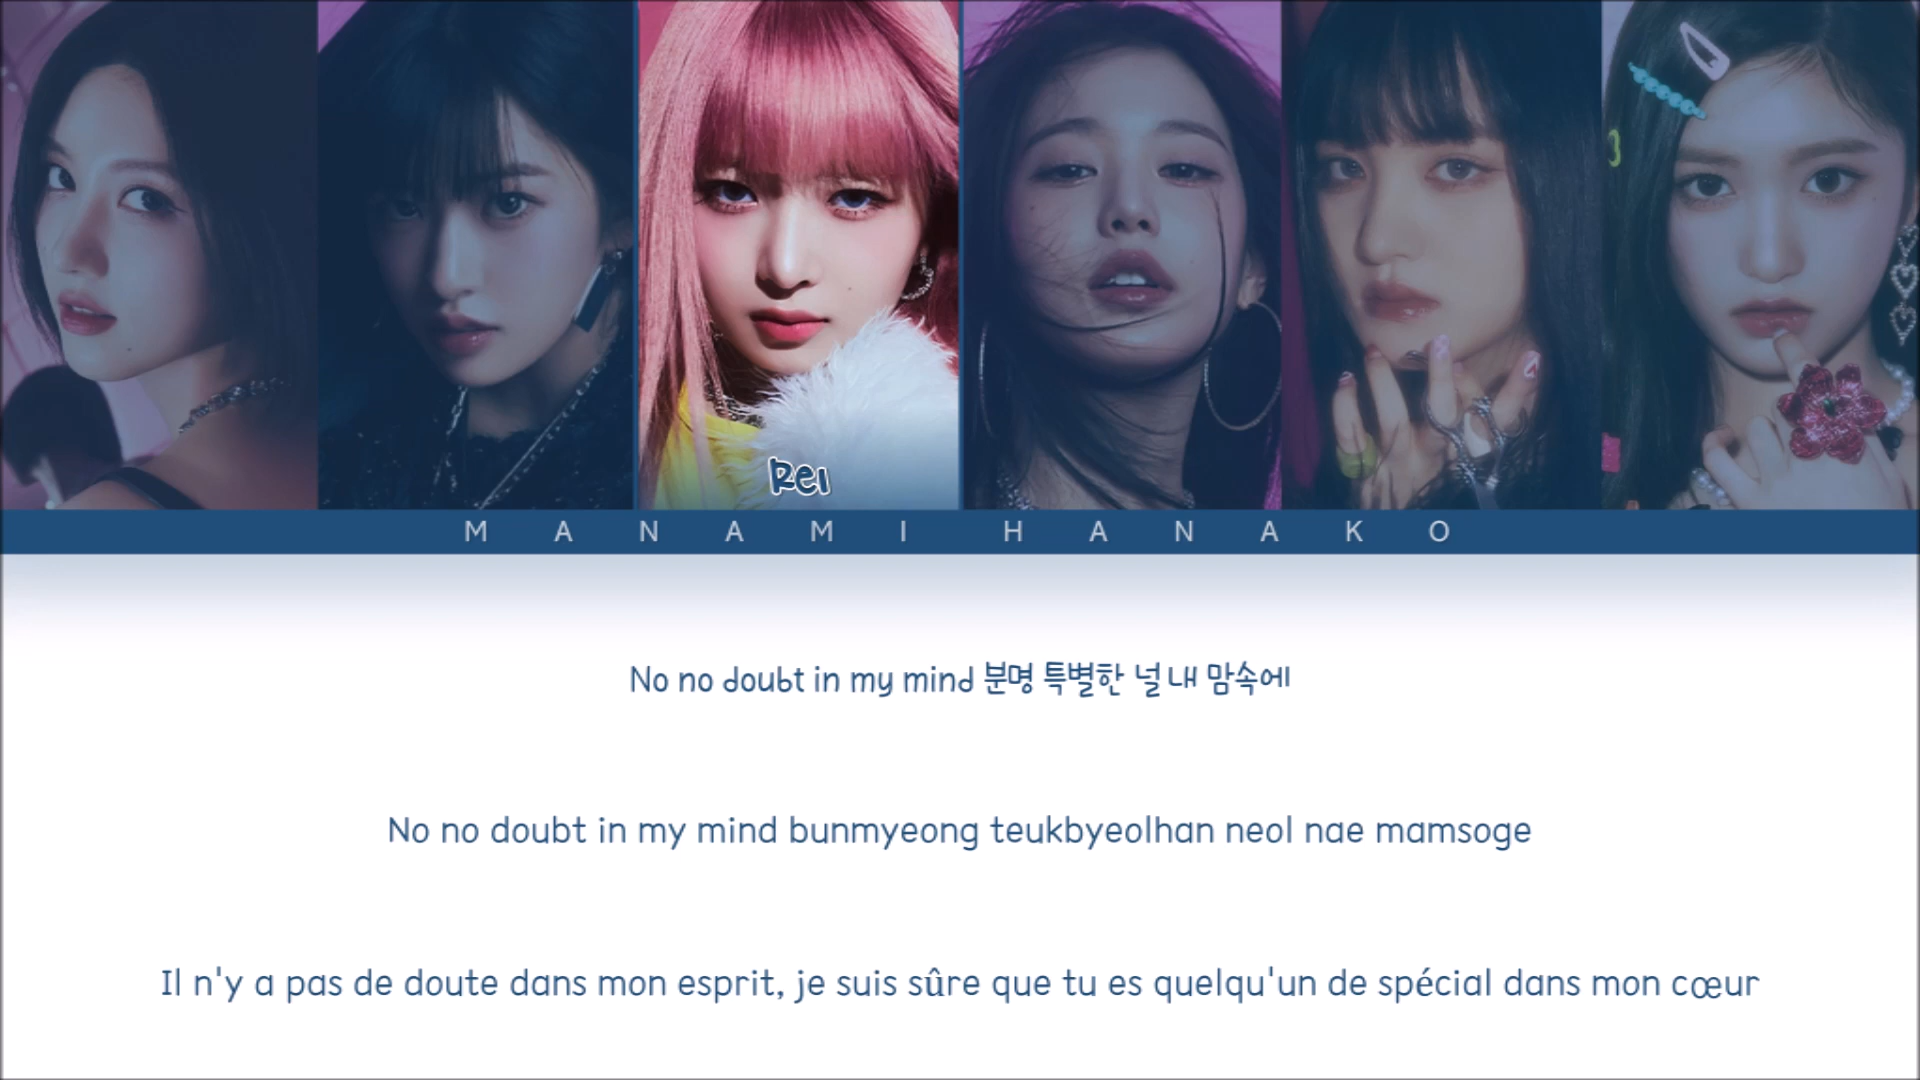 Rei
MANAMI HANAKO
No no doubt in my mind 분명 특별한 널 내 맘속에
No no doubt in my mind bunmyeong teukbyeolhan neol nae mamsoge
Il n'y a pas de doute dans mon esprit, je suis sûre que tu es quelqu'un de spécial dans mon cœur